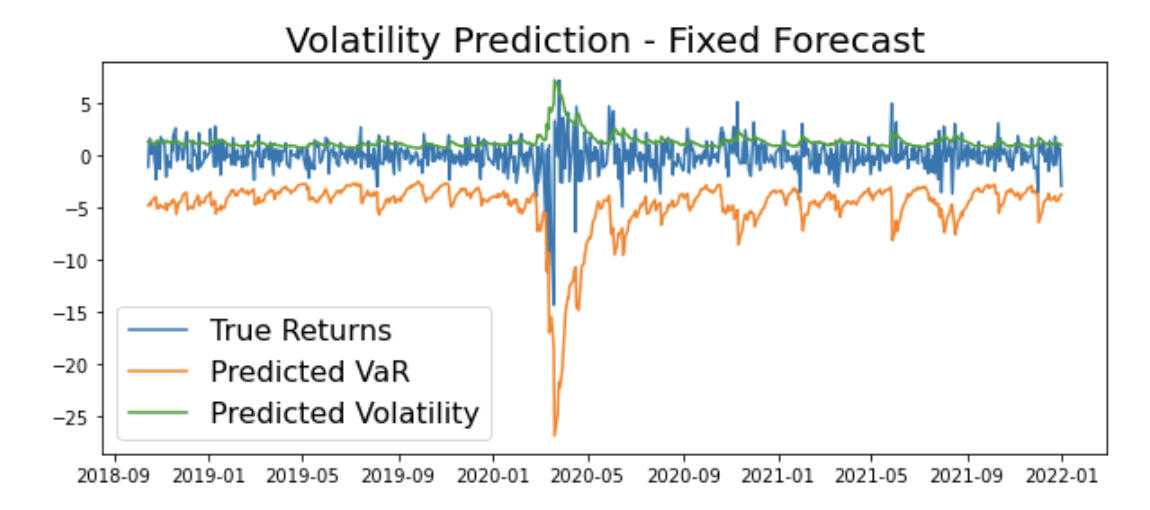 Volatility Prediction - Fixed Forecast
5
0
−5
−10
−15
−20
−25
True Returns
Predicted VaR
Predicted Volatility
2018-09 2019-01 2019-05 2019-09 2020-01 2020-05 2020-09 2021-01 2021-05 2021-09 2022-01